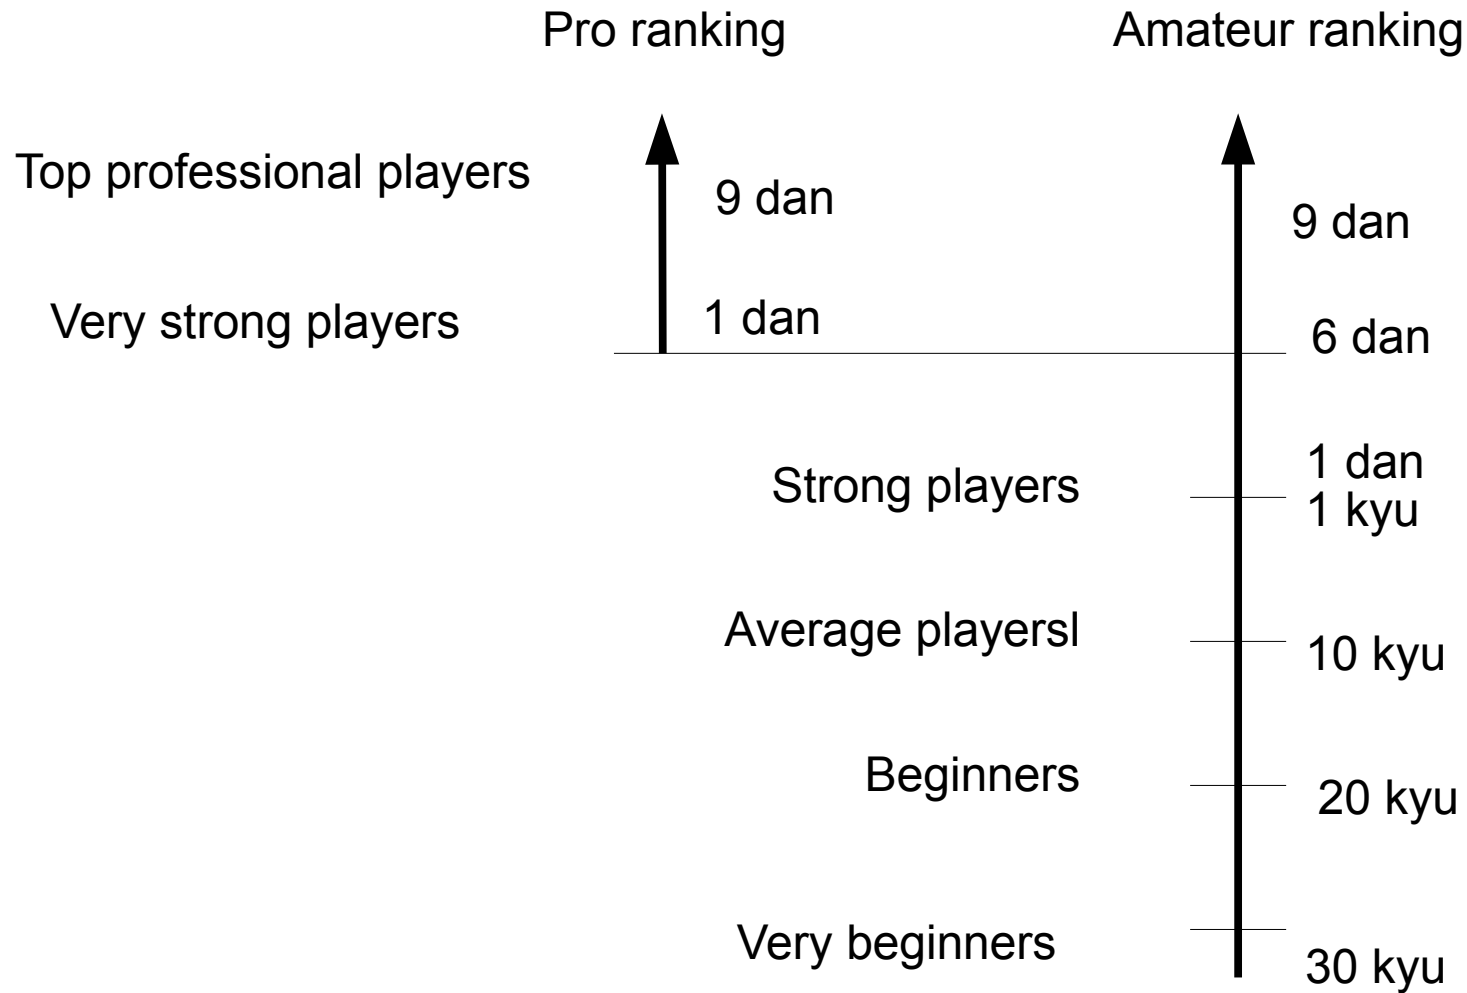 Pro ranking
Amateur ranking
Top professional players
9 dan
9 dan
Very strong players
1 dan
6 dan
Strong players
1 dan
1 kyu
Average playersl
10 kyu
Beginners
20 kyu
Very beginners
30 kyu